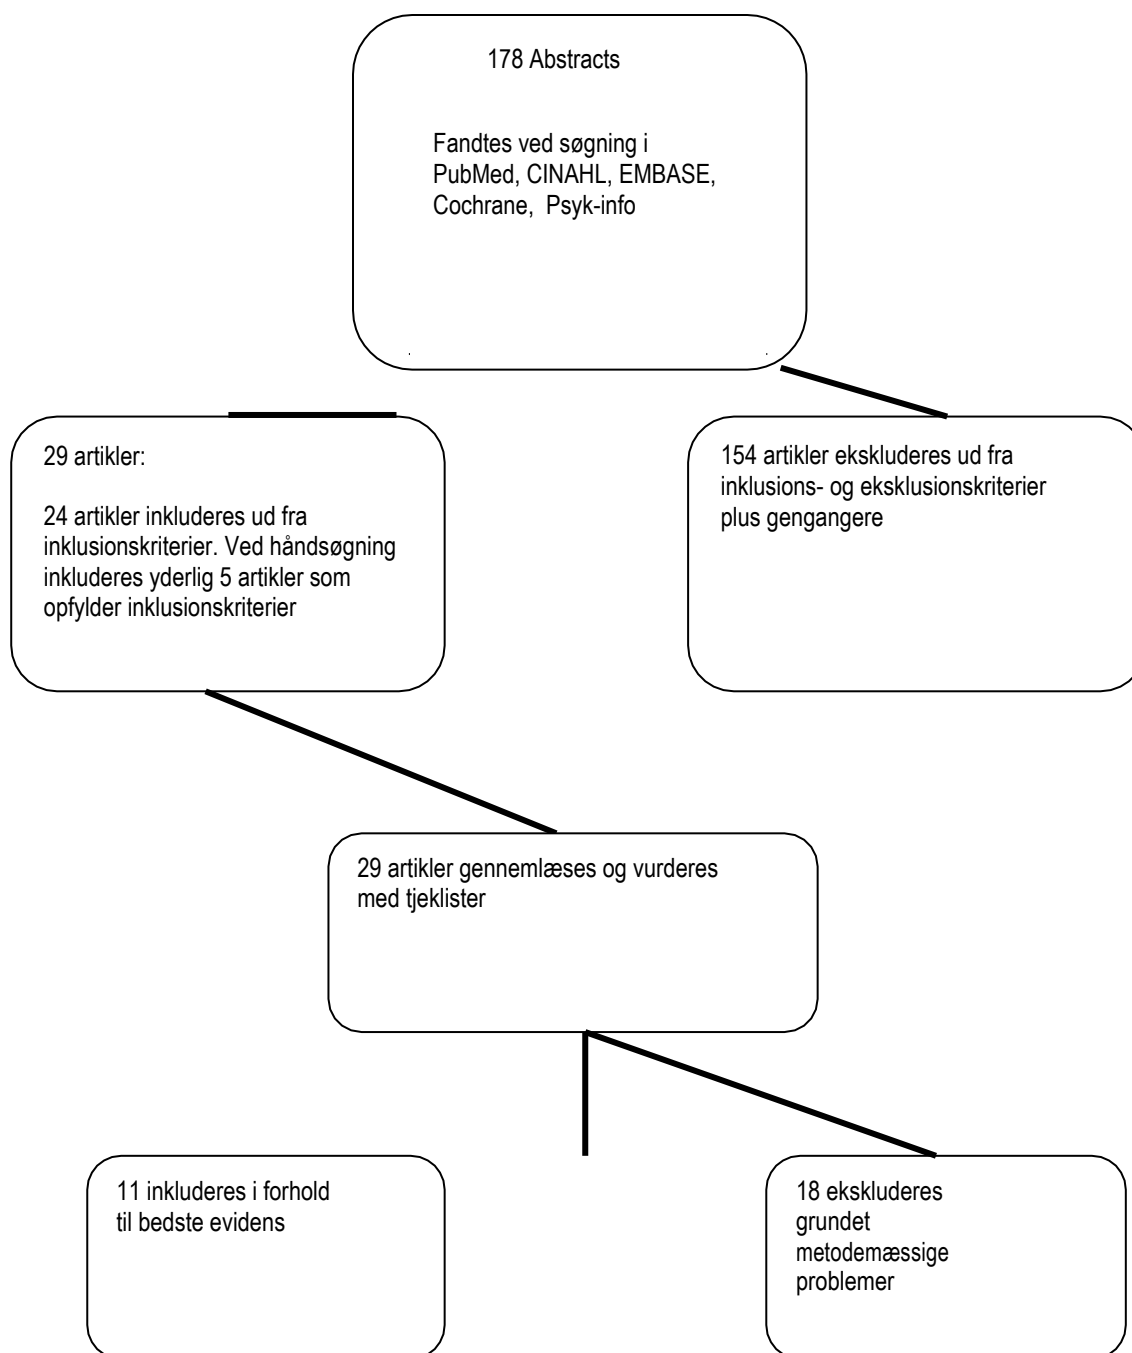 178 Abstracts
Fandtes ved søgning i
PubMed, CINAHL, EMBASE,
Cochrane, Psyk-info
29 artikler:
24 artikler inkluderes ud fra
inklusionskriterier. Ved håndsøgning
inkluderes yderlig 5 artikler som
opfylder inklusionskriterier
154 artikler ekskluderes ud fra
inklusions- og eksklusionskriterier
plus gengangere
29 artikler gennemlæses og vurderes
med tjeklister
11 inkluderes i forhold
til bedste evidens
18 ekskluderes
grundet
metodemæssige
problemer